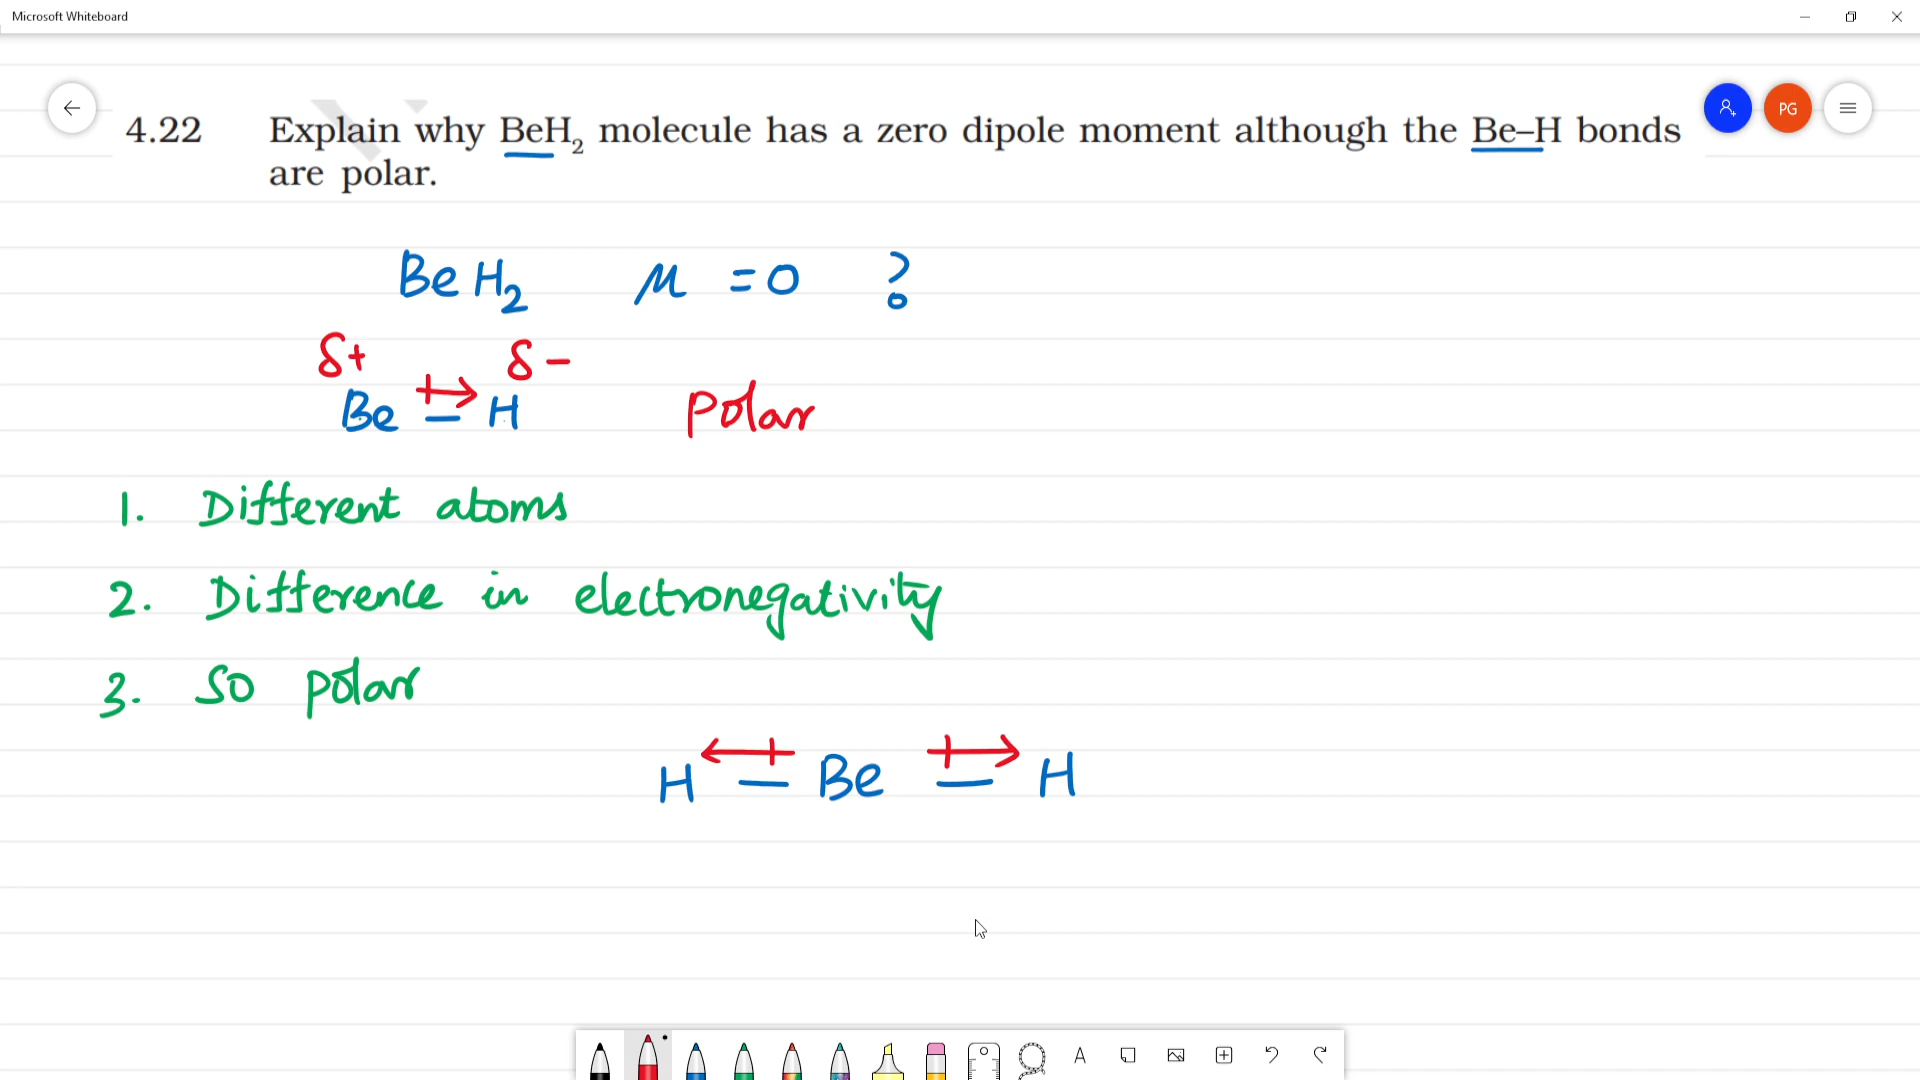 Microsoft Whiteboard
PG
4.22 Explain why BeH₂ molecule has a zero dipole moment although the Be–H bonds
are polar.
BeH₂ μ = 0 ?
δ+ δ−
Be – H polar
1. Different atoms
2. Difference in electronegativity
3. So polar
H – Be – H
A